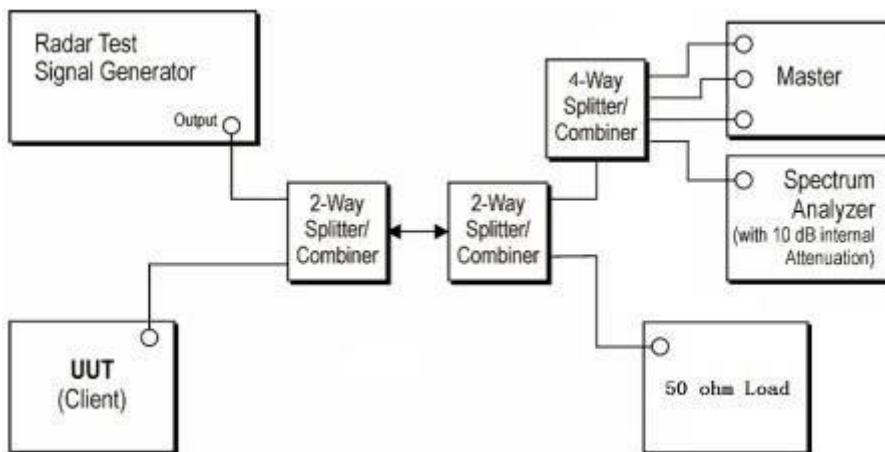 Radar Test
Signal Generator
Output
4-Way
Splitter/
Combiner
Master
2-Way
Splitter/
Combiner
2-Way
Splitter/
Combiner
Spectrum
Analyzer
(with 10 dB internal
Attenuation)
UUT
(Client)
50 ohm Load